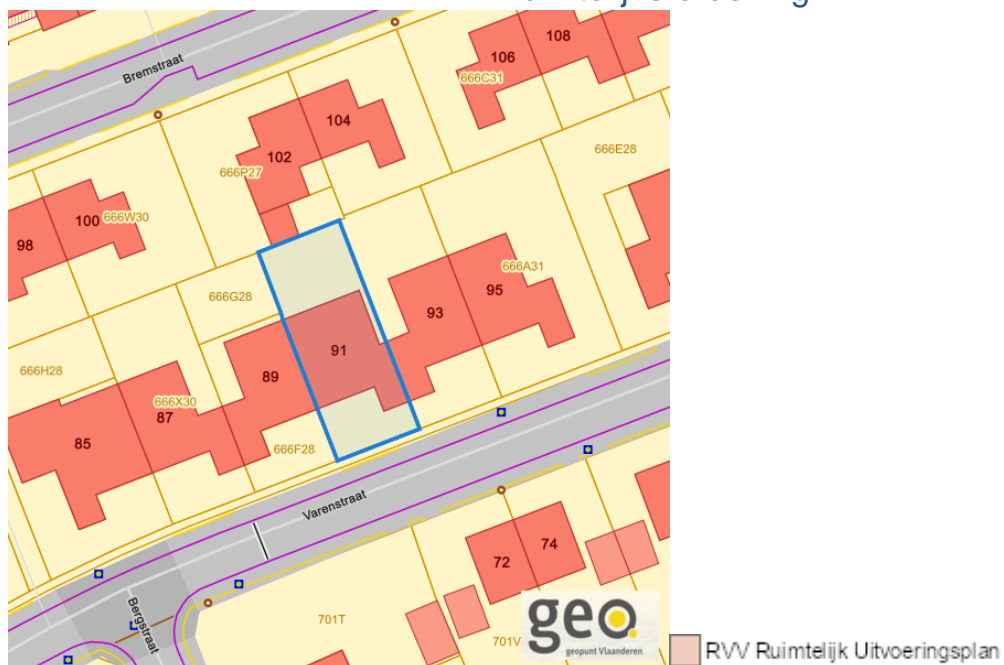 Bremstraat
106
108
666C31
104
102
666P27
666E28
100
666W30
98
666A31
95
666G28
93
91
89
666H28
666X30
87
85
666F28
Varenstraat
72
74
Bergstraat
701T
701V
geo
geopunt Vlaanderen
RVV Ruimtelijk Uitvoeringsplan